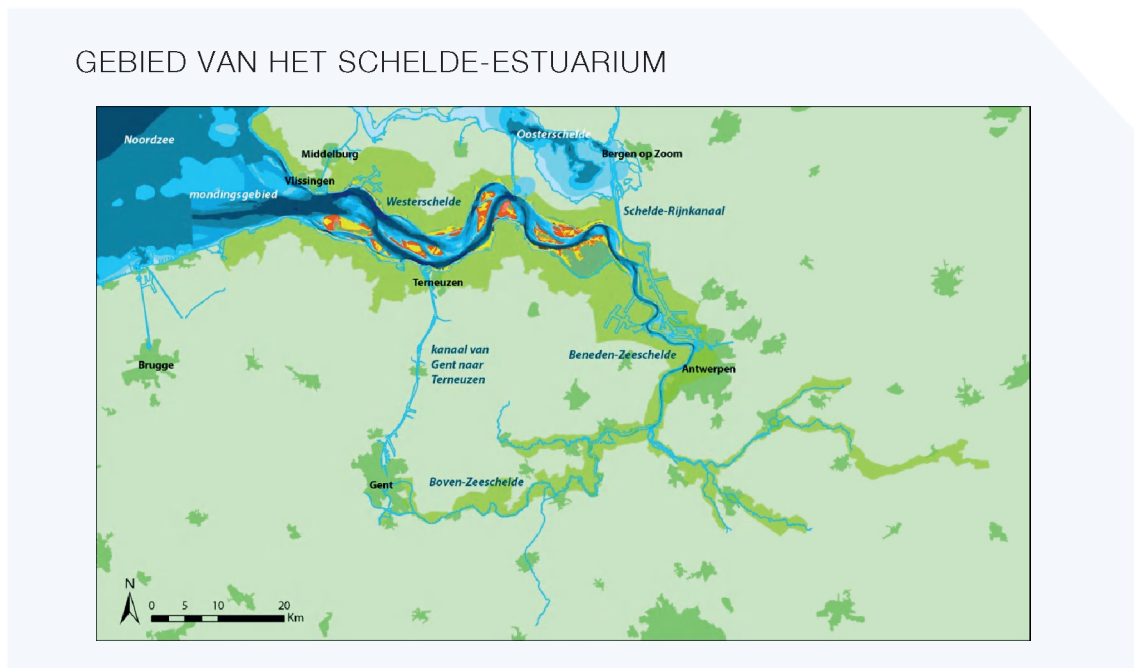 GEBIED VAN HET SCHELDE-ESTUARIUM
Noordzee
Oosterschelde
Middelburg
Bergen op Zoom
Vlissingen
mondingsgebied
Westerschelde
Schelde-Rijnkanaal
Terneuzen
kanaal van
Gent naar
Terneuzen
Beneden-Zeeschelde
Brugge
Antwerpen
Gent
Boven-Zeeschelde
N
0 5 10 20
Km